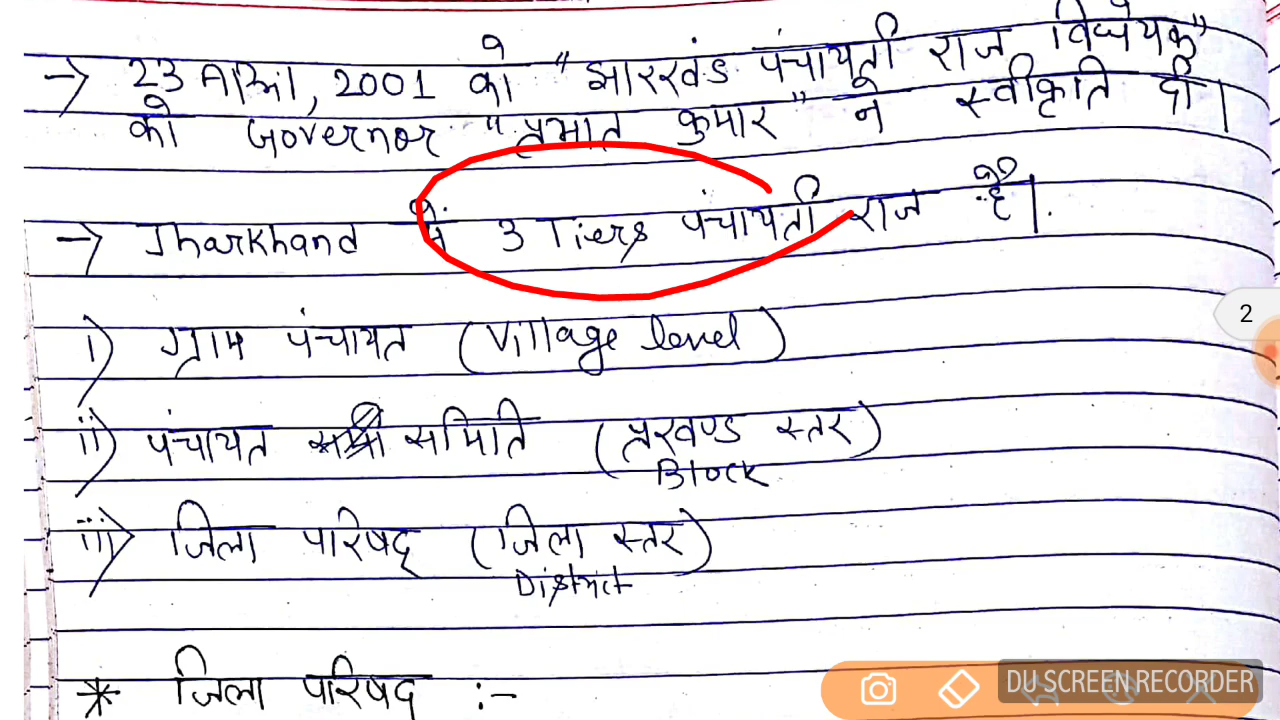 → 23 April, 2001 को "झारखंड पंचायती राज विधेयक"
को Governor "प्रभात कुमार" ने स्वीकृति दी।
→ Jharkhand में 3 Tiers पंचायती राज है।
i) ग्राम पंचायत (Village level)
2
ii) पंचायत समिति (प्रखण्ड स्तर)
Block
iii) जिला परिषद् (जिला स्तर)
District
* जिला परिषद् :-
DU SCREEN RECORDER